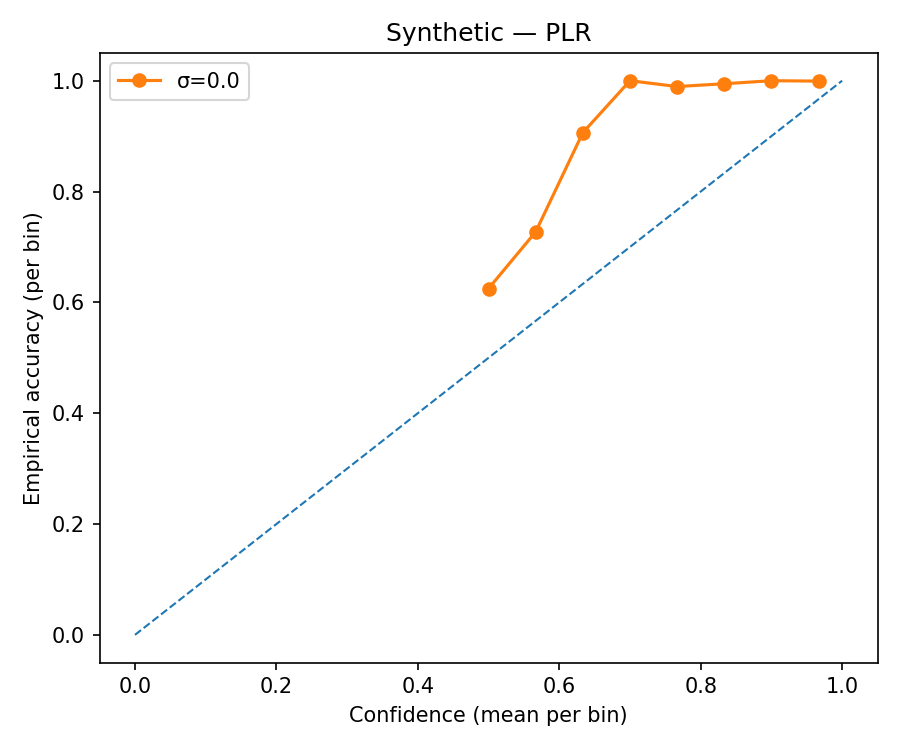 Synthetic — PLR
σ=0.0
1.0
0.8
0.6
0.4
0.2
0.0
Empirical accuracy (per bin)
0.0 0.2 0.4 0.6 0.8 1.0
Confidence (mean per bin)